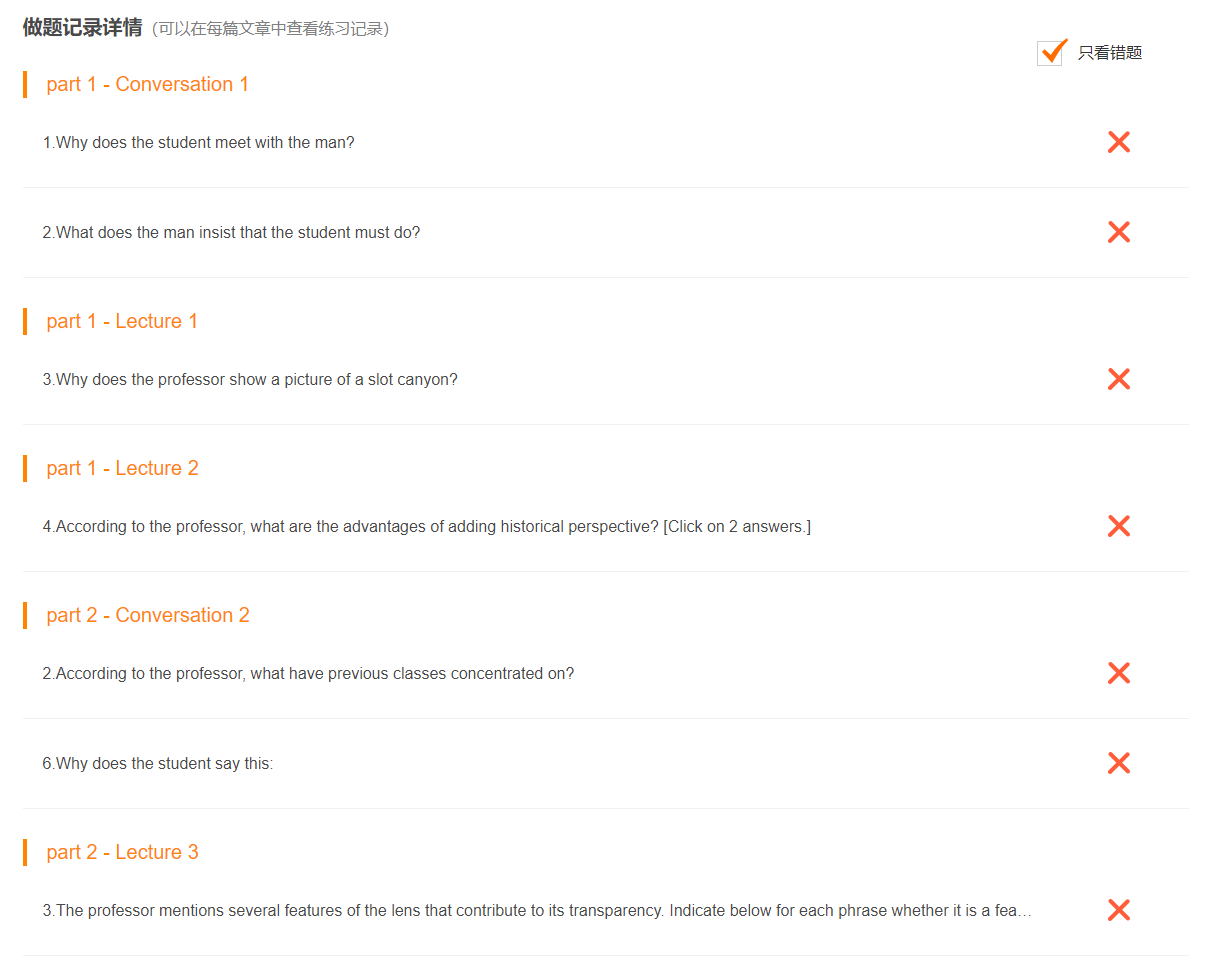 做题记录详情 (可以在每篇文章中查看练习记录)
只看错题
part 1 - Conversation 1
1.Why does the student meet with the man?
2.What does the man insist that the student must do?
part 1 - Lecture 1
3.Why does the professor show a picture of a slot canyon?
part 1 - Lecture 2
4.According to the professor, what are the advantages of adding historical perspective? [Click on 2 answers.]
part 2 - Conversation 2
2.According to the professor, what have previous classes concentrated on?
6.Why does the student say this:
part 2 - Lecture 3
3.The professor mentions several features of the lens that contribute to its transparency. Indicate below for each phrase whether it is a fea…